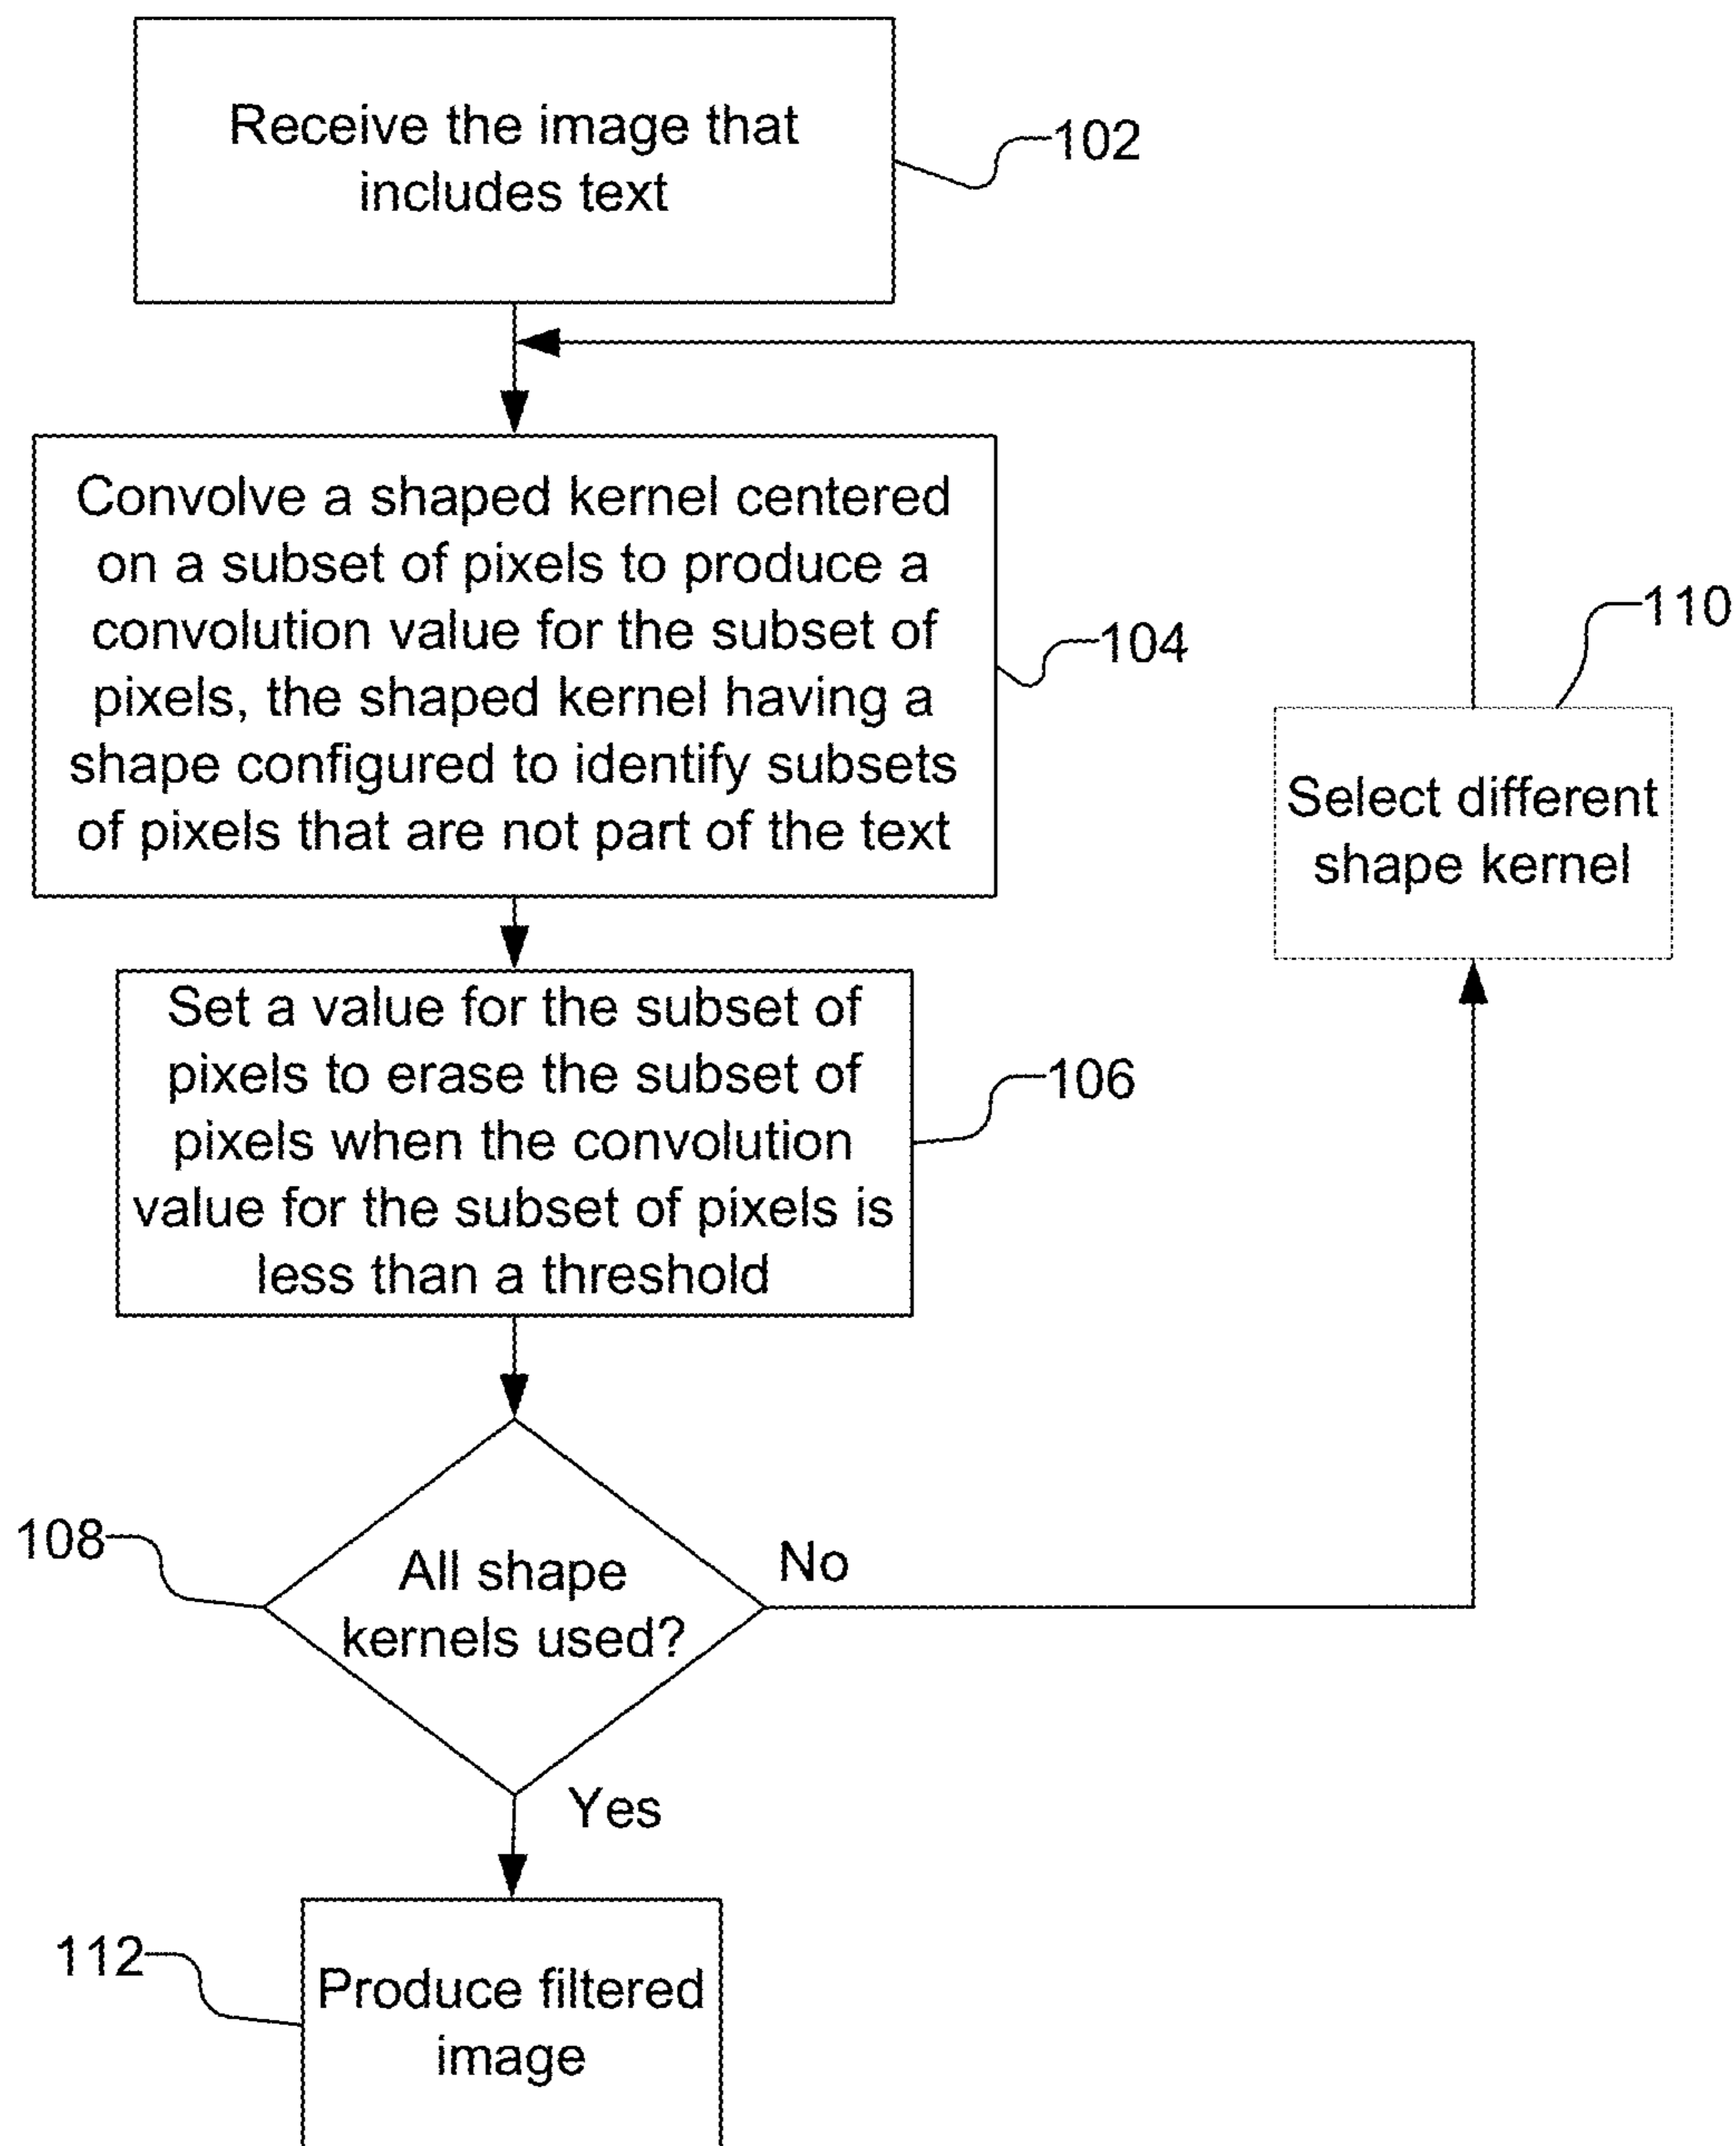 Receive the image that
includes text
102
Convolve a shaped kernel centered
on a subset of pixels to produce a
convolution value for the subset of
pixels, the shaped kernel having a
shape configured to identify subsets
of pixels that are not part of the text
104
110
Select different
shape kernel
Set a value for the subset of
pixels to erase the subset of
pixels when the convolution
value for the subset of pixels is
less than a threshold
106
108
All shape
kernels used?
No
Yes
112
Produce filtered
image